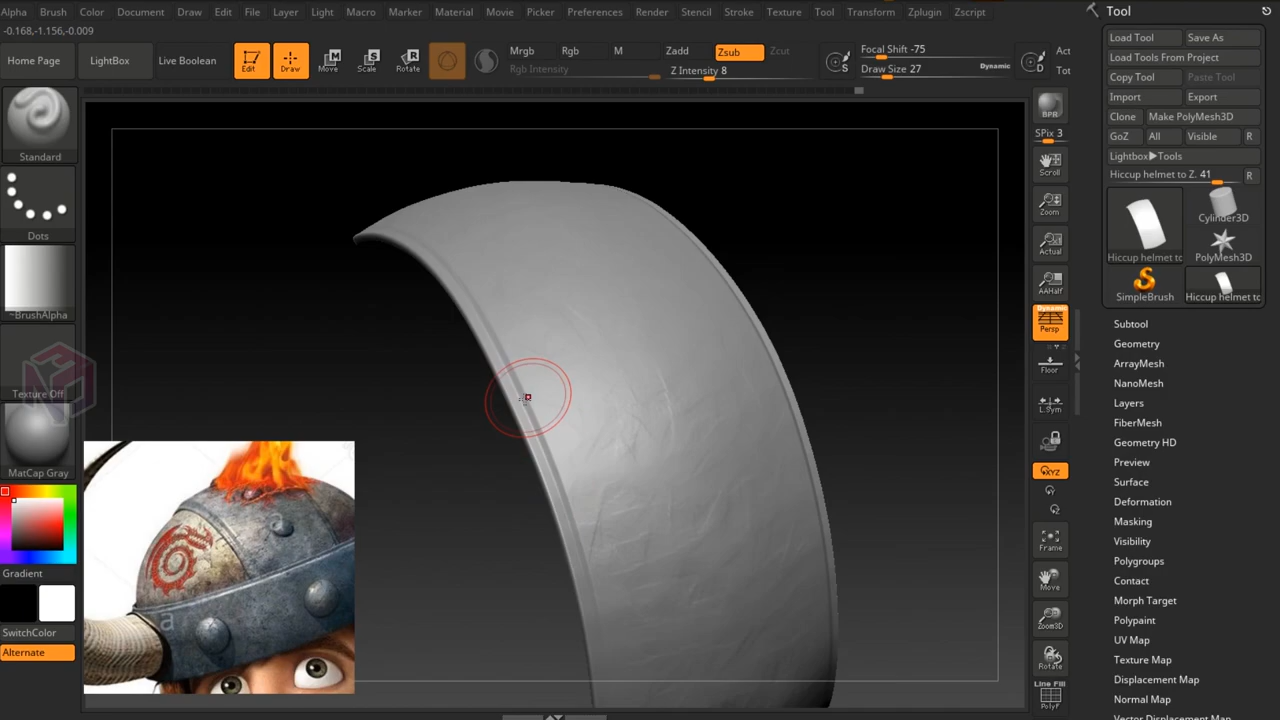 Alpha Brush Color Document Draw Edit File Layer Light Macro Marker Material Movie Picker Preferences Render Stencil Stroke Texture Tool Transform Zplugin Zscript
Tool
-0.168,-1.156,-0.009
Home Page
LightBox
Live Boolean
Edit
Draw
Move
Scale
Rotate
Mrgb Rgb M
Rgb Intensity
Zadd Zsub Zcut
Z Intensity 8
S
Focal Shift -75
Draw Size 27
Dynamic
D
Act
Tot
Load Tool Save As
Load Tools From Project
Copy Tool Paste Tool
Import Export
Clone Make PolyMesh3D
GoZ All Visible R
Lightbox▶Tools
Hiccup helmet to Z. 41 R
Hiccup helmet to
Cylinder3D
PolyMesh3D
SimpleBrush
Hiccup helmet to
Standard
Dots
~BrushAlpha
Texture Off
MatCap Gray
Gradient
SwitchColor
Alternate
BPR
SPix 3
Scroll
Zoom
Actual
AAHalf
Dynamic
Persp
Floor
L.Sym
XYZ
Frame
Move
Zoom3D
Rotate
Line Fill
PolyF
Subtool
Geometry
ArrayMesh
NanoMesh
Layers
FiberMesh
Geometry HD
Preview
Surface
Deformation
Masking
Visibility
Polygroups
Contact
Morph Target
Polypaint
UV Map
Texture Map
Displacement Map
Normal Map
Vector Displacement Map
a